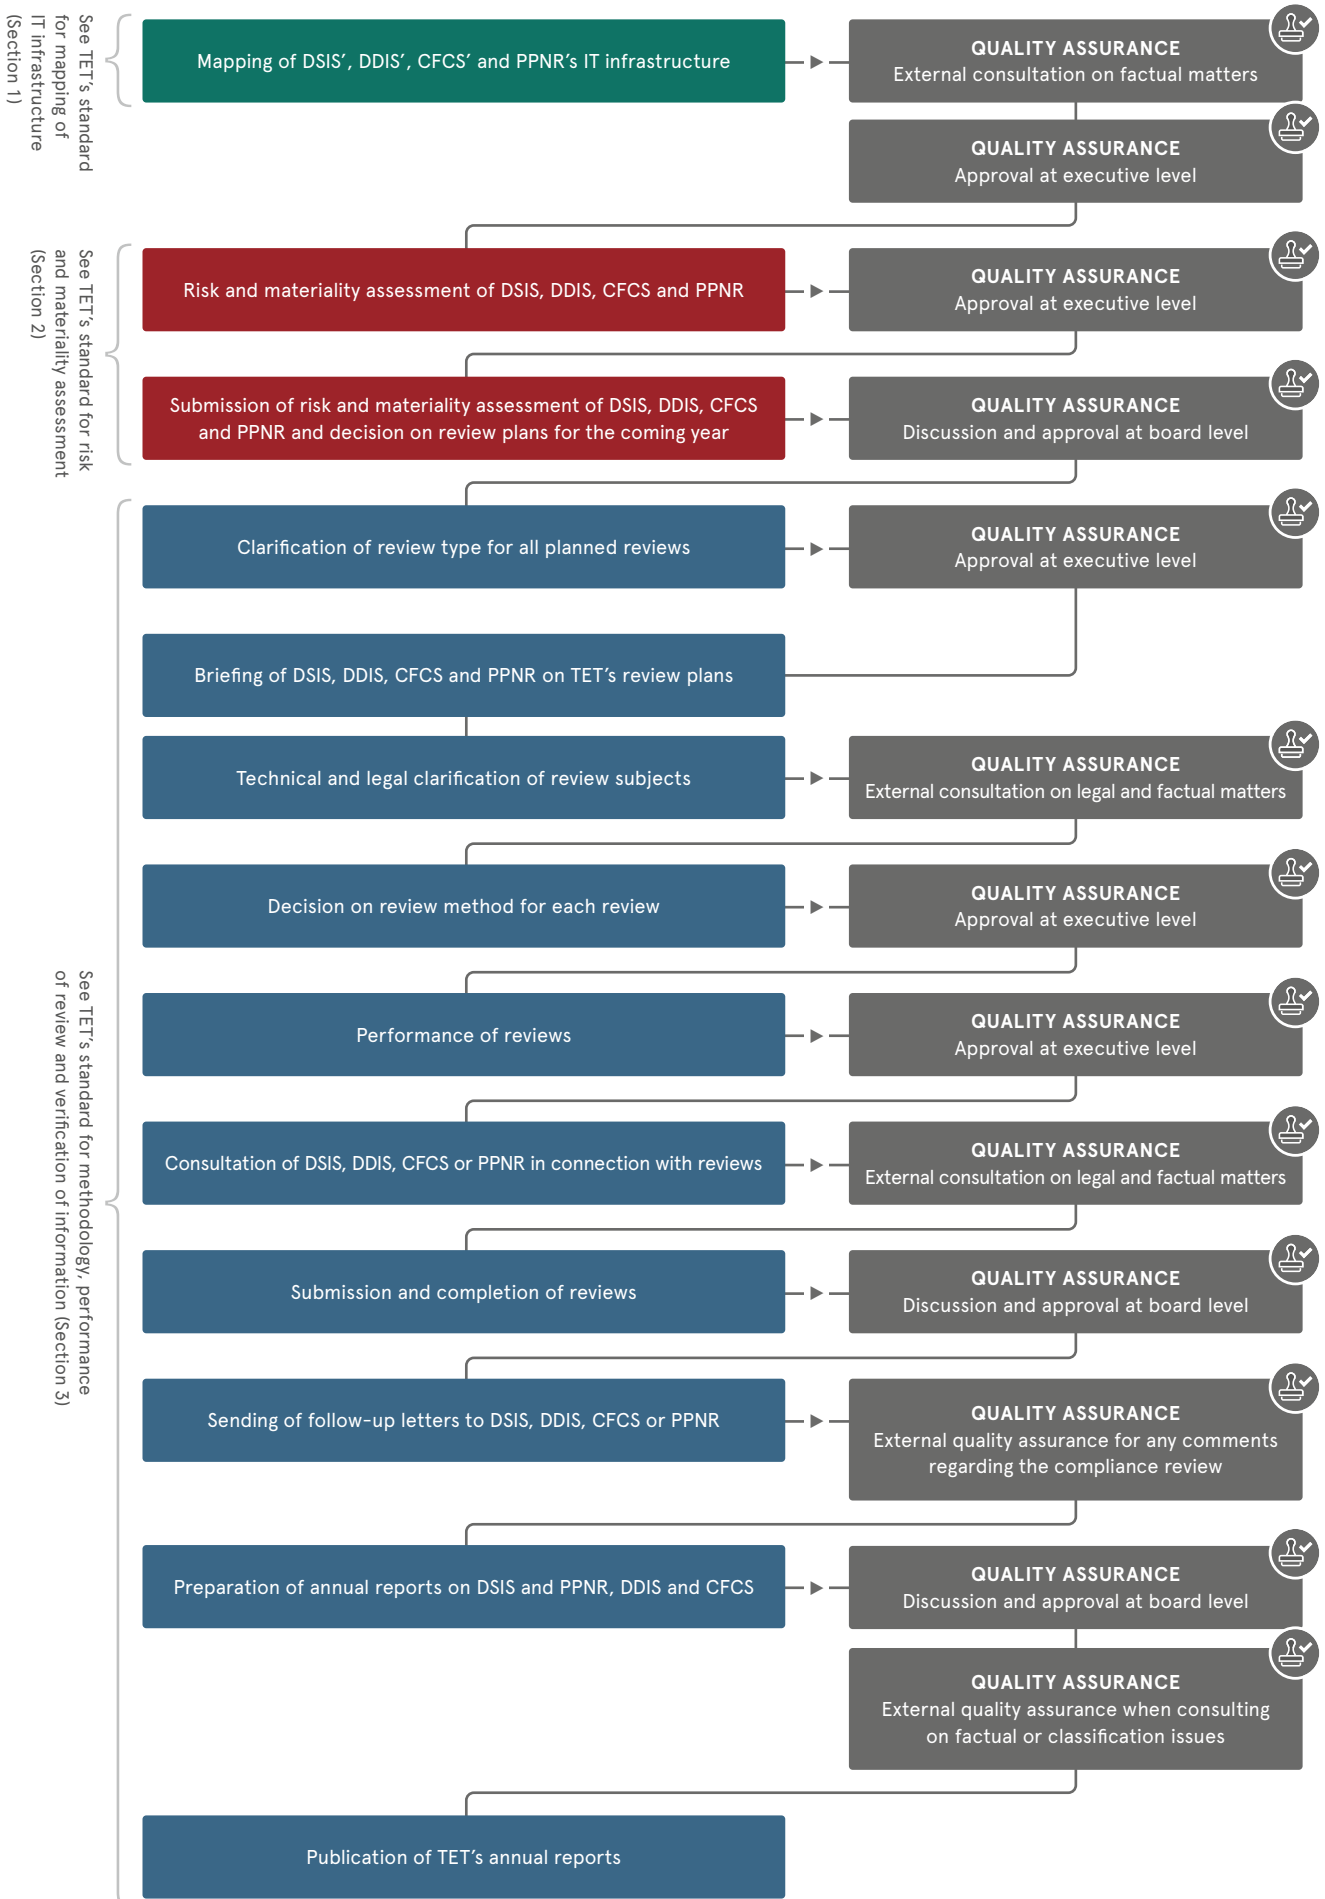 See TET's standard
for mapping of
IT infrastructure
(Section 1)
Mapping of DSIS’, DDIS’, CFCS’ and PPNR’s IT infrastructure
QUALITY ASSURANCE
External consultation on factual matters
QUALITY ASSURANCE
Approval at executive level
See TET's standard for risk
and materiality assessment
(Section 2)
Risk and materiality assessment of DSIS, DDIS, CFCS and PPNR
QUALITY ASSURANCE
Approval at executive level
Submission of risk and materiality assessment of DSIS, DDIS, CFCS
and PPNR and decision on review plans for the coming year
QUALITY ASSURANCE
Discussion and approval at board level
See TET's standard for methodology, performance
of review and verification of information (Section 3)
Clarification of review type for all planned reviews
QUALITY ASSURANCE
Approval at executive level
Briefing of DSIS, DDIS, CFCS and PPNR on TET’s review plans
Technical and legal clarification of review subjects
QUALITY ASSURANCE
External consultation on legal and factual matters
Decision on review method for each review
QUALITY ASSURANCE
Approval at executive level
Performance of reviews
QUALITY ASSURANCE
Approval at executive level
Consultation of DSIS, DDIS, CFCS or PPNR in connection with reviews
QUALITY ASSURANCE
External consultation on legal and factual matters
Submission and completion of reviews
QUALITY ASSURANCE
Discussion and approval at board level
Sending of follow-up letters to DSIS, DDIS, CFCS or PPNR
QUALITY ASSURANCE
External quality assurance for any comments
regarding the compliance review
Preparation of annual reports on DSIS and PPNR, DDIS and CFCS
QUALITY ASSURANCE
Discussion and approval at board level
QUALITY ASSURANCE
External quality assurance when consulting
on factual or classification issues
Publication of TET’s annual reports